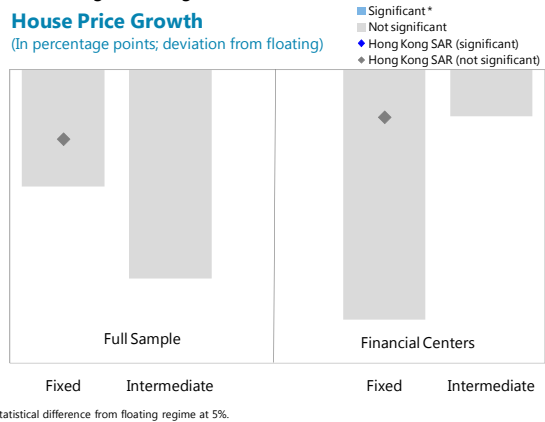 House Price Growth
(In percentage points; deviation from floating)
Significant *
Not significant
Hong Kong SAR (significant)
Hong Kong SAR (not significant)
Full Sample
Financial Centers
Fixed Intermediate Fixed Intermediate
tatistical difference from floating regime at 5%.